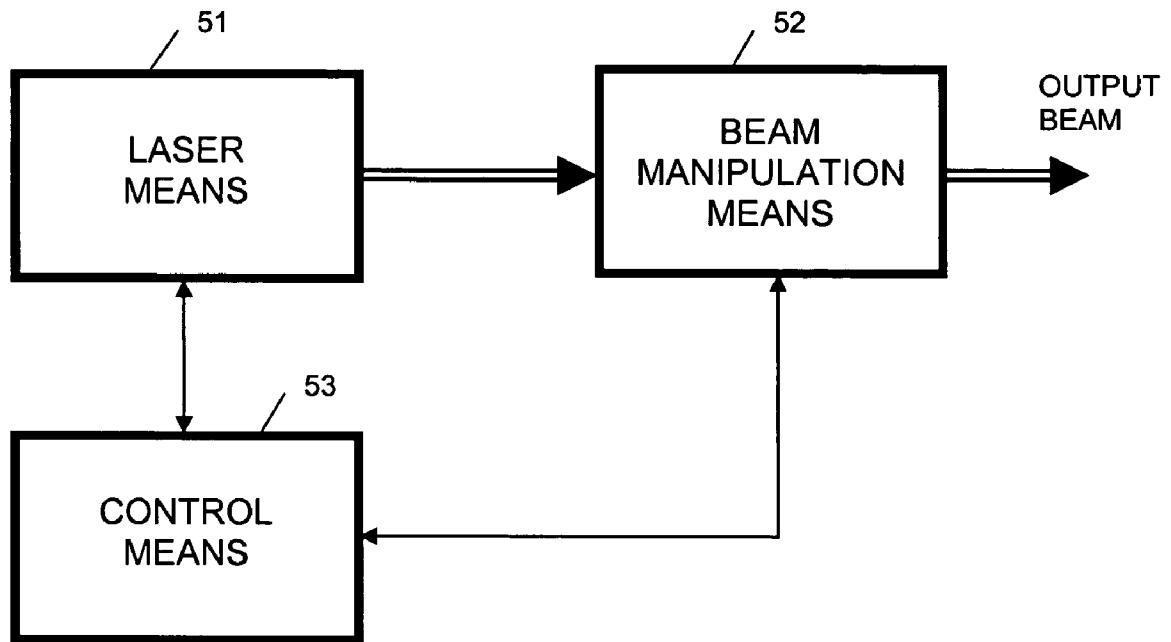 51
LASER
MEANS
52
BEAM
MANIPULATION
MEANS
OUTPUT
BEAM
53
CONTROL
MEANS